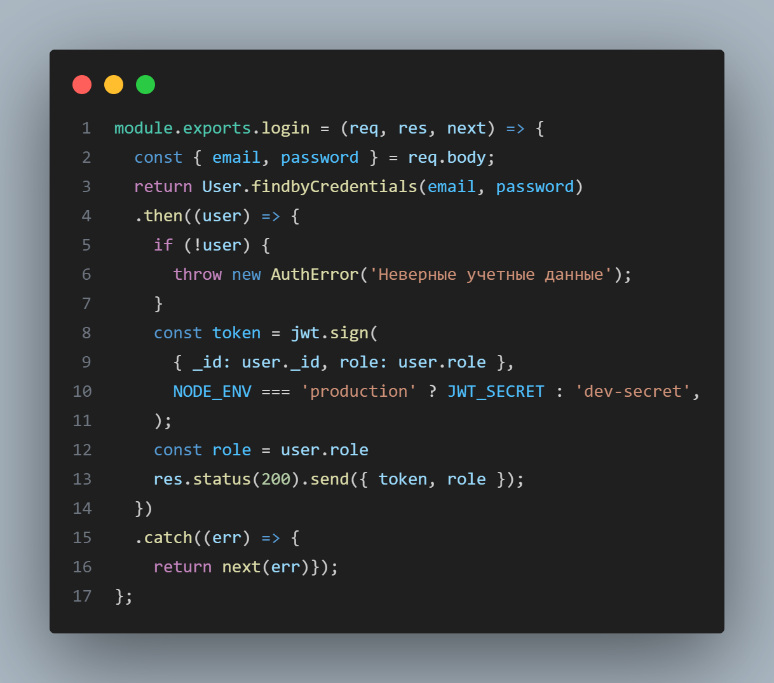 1 module.exports.login = (req, res, next) => {
2 const { email, password } = req.body;
3 return User.findbyCredentials(email, password)
4 .then((user) => {
5 if (!user) {
6 throw new AuthError('Неверные учетные данные');
7 }
8 const token = jwt.sign(
9 { _id: user._id, role: user.role },
10 NODE_ENV === 'production' ? JWT_SECRET : 'dev-secret',
11 );
12 const role = user.role
13 res.status(200).send({ token, role });
14 })
15 .catch((err) => {
16 return next(err)});
17 };